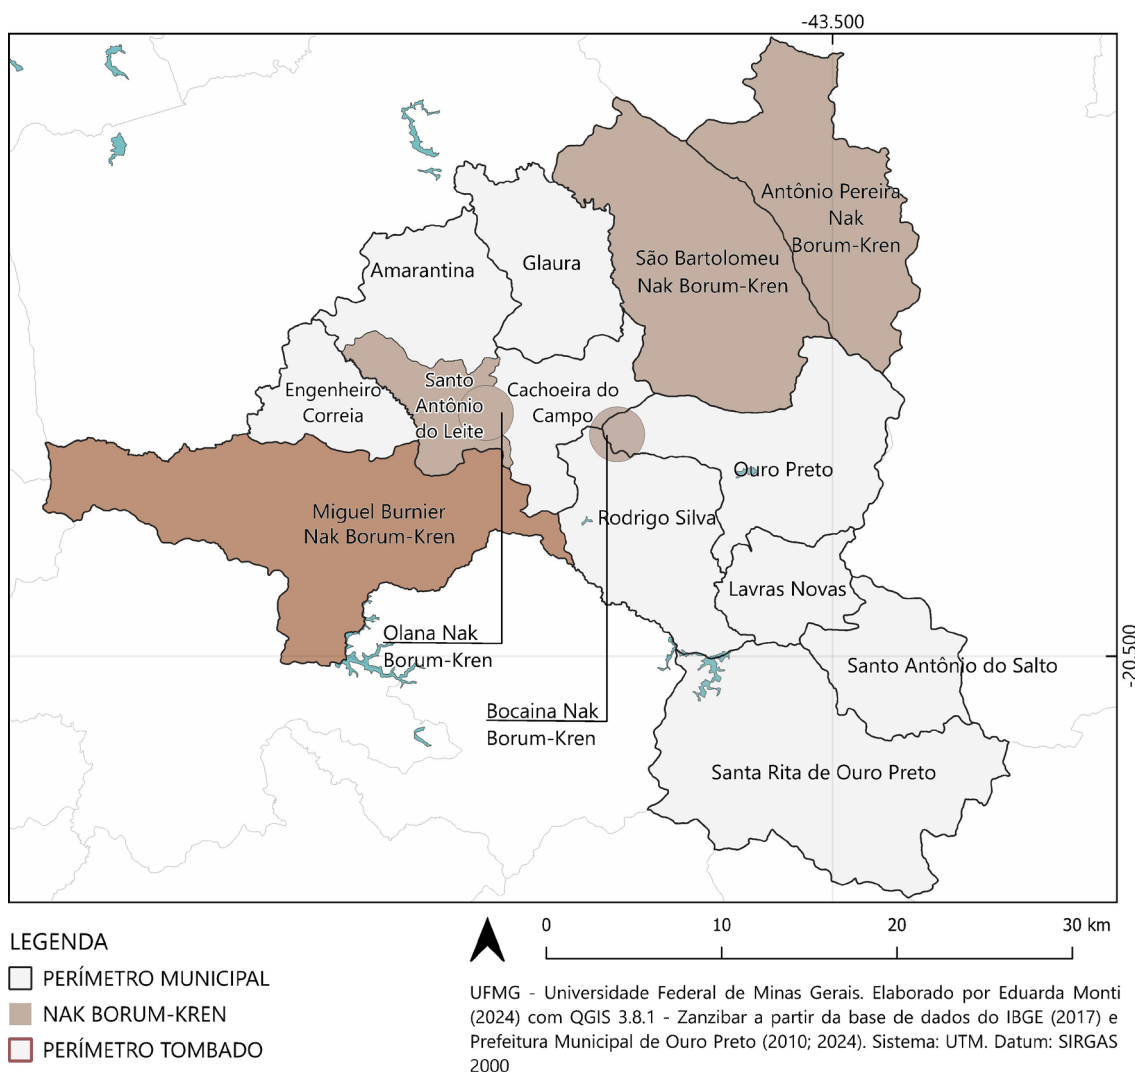 -43.500
Antônio Pereira
Nak
Borum-Kren
São Bartolomeu
Nak Borum-Kren
Glaura
Amarantina
Santo
Antônio
do Leite
Cachoeira do
Campo
Engenheiro
Correia
Ouro Preto
Miguel Burnier
Nak Borum-Kren
Rodrigo Silva
Lavras Novas
Olana Nak
Borum-Kren
Santo Antônio do Salto
-20.500
Bocaina Nak
Borum-Kren
Santa Rita de Ouro Preto
0 10 20 30 km
LEGENDA
PERÍMETRO MUNICIPAL
NAK BORUM-KREN
PERÍMETRO TOMBADO
UFMG - Universidade Federal de Minas Gerais. Elaborado por Eduarda Monti
(2024) com QGIS 3.8.1 - Zanzibar a partir da base de dados do IBGE (2017) e
Prefeitura Municipal de Ouro Preto (2010; 2024). Sistema: UTM. Datum: SIRGAS
2000